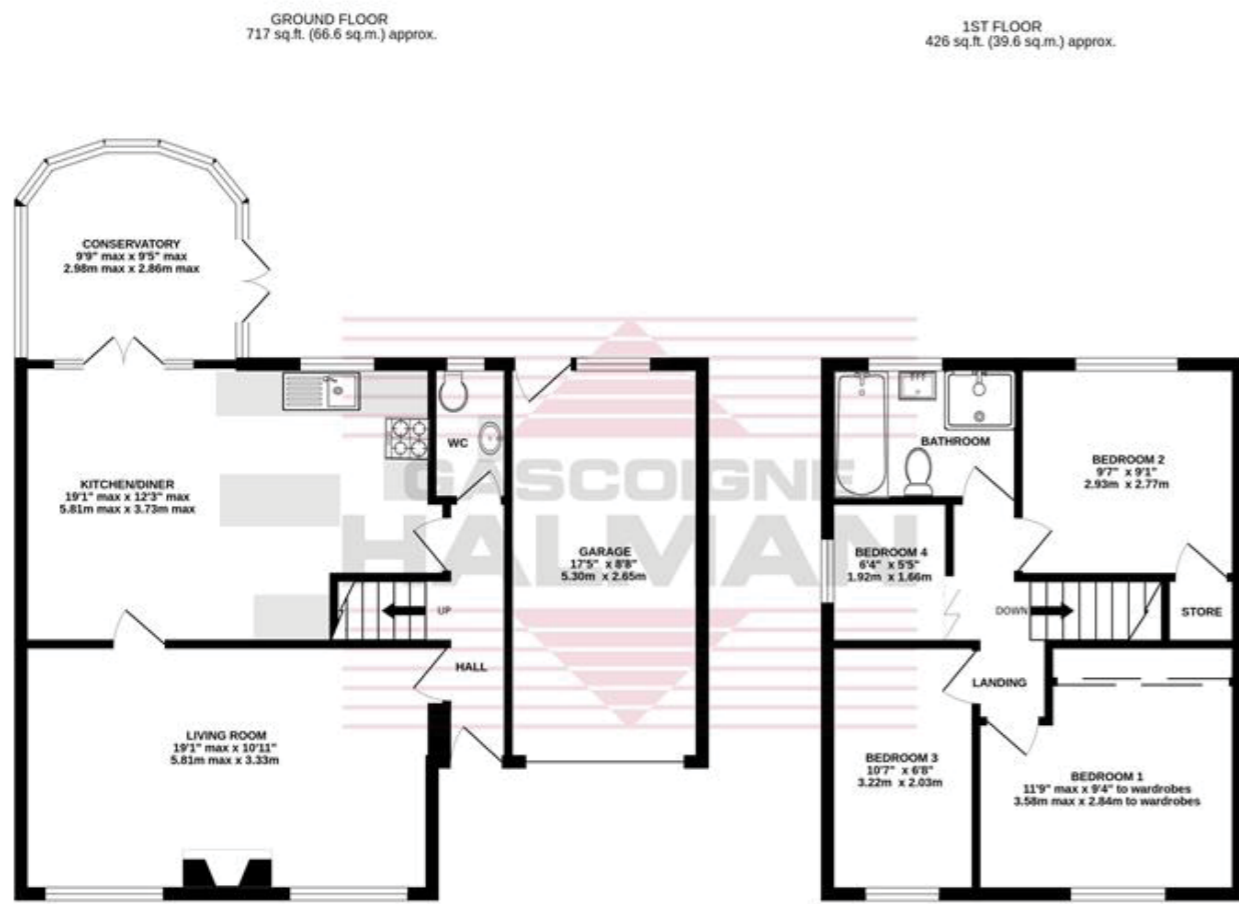 GROUND FLOOR
717 sq.ft. (66.6 sq.m.) approx.
1ST FLOOR
426 sq.ft. (39.6 sq.m.) approx.
CONSERVATORY
9'9" max x 9'5" max
2.98m max x 2.86m max
KITCHEN/DINER
19'1" max x 12'3" max
5.81m max x 3.73m max
WC
UP
HALL
LIVING ROOM
19'1" max x 10'11"
5.81m max x 3.33m
GARAGE
17'5" x 8'8"
5.30m x 2.65m
GASCOIGNE
HALMAN
BATHROOM
BEDROOM 2
9'7" x 9'1"
2.93m x 2.77m
BEDROOM 4
6'4" x 5'5"
1.92m x 1.66m
DOWN
STORE
LANDING
BEDROOM 3
10'7" x 6'8"
3.22m x 2.03m
BEDROOM 1
11'9" max x 9'4" to wardrobes
3.58m max x 2.84m to wardrobes